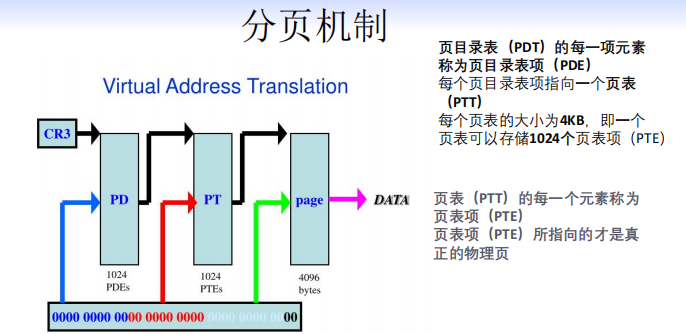 分页机制
Virtual Address Translation
CR3
PD
PT
page
DATA
1024
PDEs
1024
PTEs
4096
bytes
0000 0000 0000 0000 0000 0000 0000 00
页目录表（PDT）的每一项元素
称为页目录表项（PDE）
每个页目录表项指向一个页表
（PTT）
每个页表的大小为4KB，即一个
页表可以存储1024个页表项（PTE）
页表（PTT）的每一个元素称为
页表项（PTE）
页表项（PTE）所指向的才是真
正的物理页